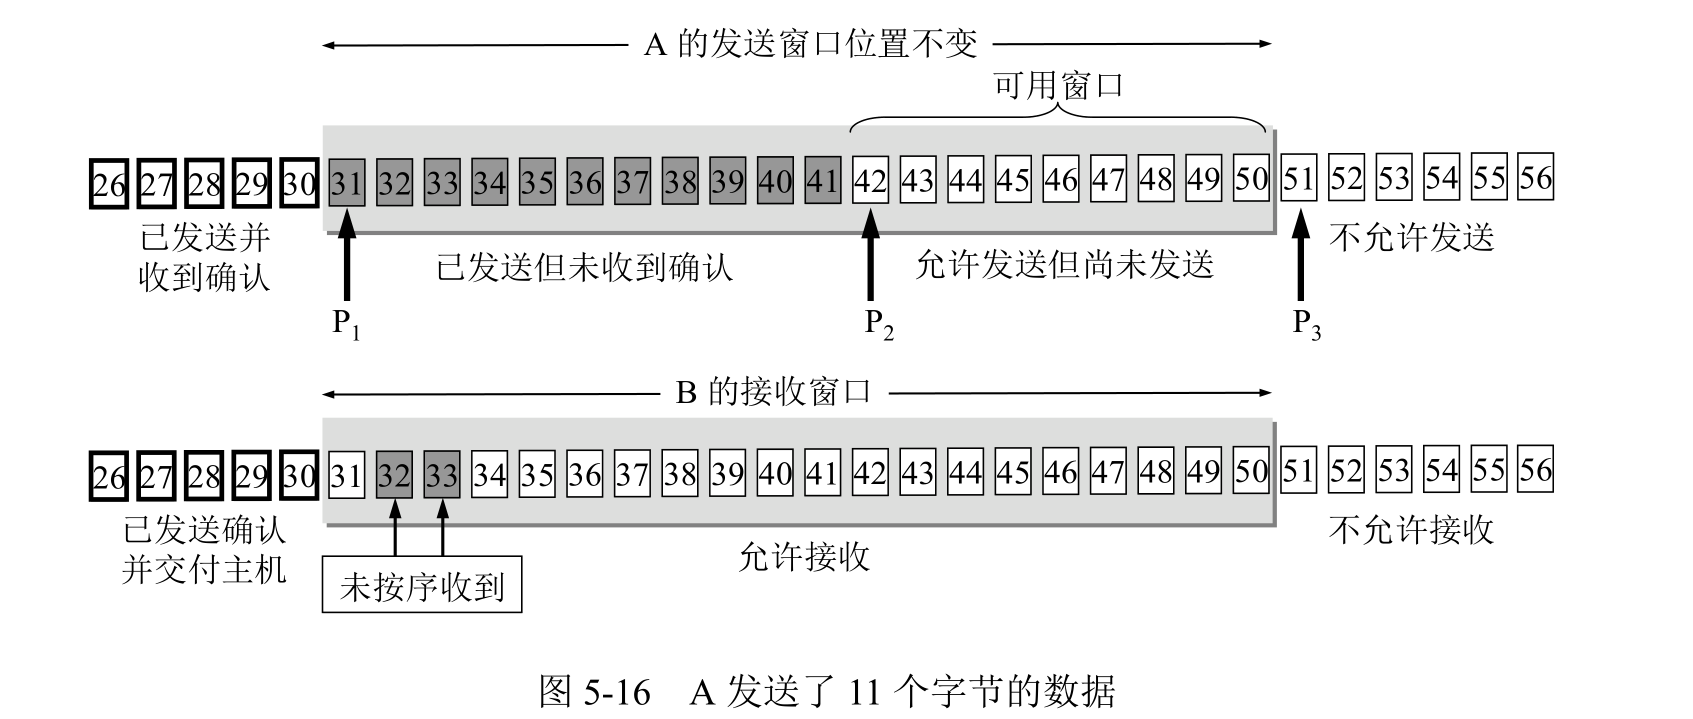 A 的发送窗口位置不变
可用窗口
26 27 28 29 30 31 32 33 34 35 36 37 38 39 40 41 42 43 44 45 46 47 48 49 50 51 52 53 54 55 56
已发送并
收到确认
已发送但未收到确认
允许发送但尚未发送
不允许发送
P1
P2
P3
B 的接收窗口
26 27 28 29 30 31 32 33 34 35 36 37 38 39 40 41 42 43 44 45 46 47 48 49 50 51 52 53 54 55 56
已发送确认
并交付主机
未按序收到
允许接收
不允许接收
图 5-16 A 发送了 11 个字节的数据